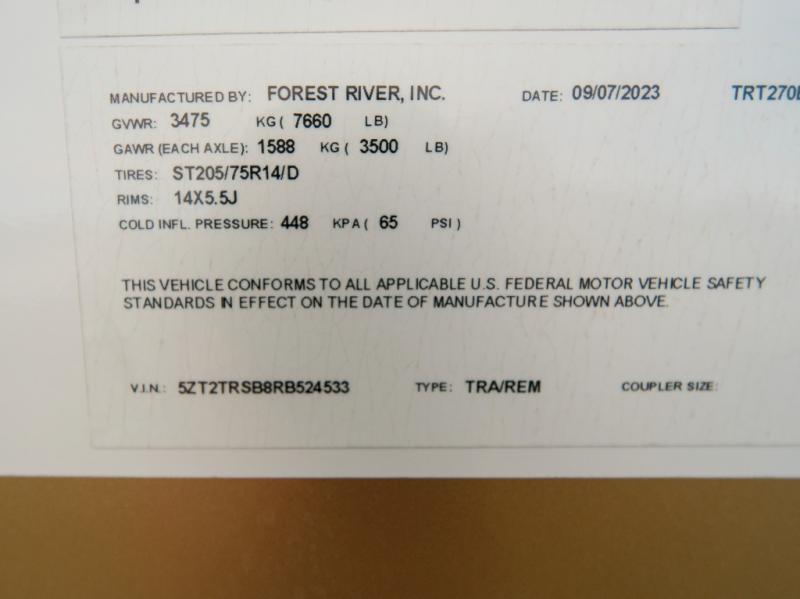 MANUFACTURED BY: FOREST RIVER, INC. DATE: 09/07/2023 TRT270
GVWR: 3475 KG ( 7660 LB)
GAWR (EACH AXLE): 1588 KG ( 3500 LB)
TIRES: ST205/75R14/D
RIMS: 14X5.5J
COLD INFL. PRESSURE: 448 KPA ( 65 PSI )
THIS VEHICLE CONFORMS TO ALL APPLICABLE U.S. FEDERAL MOTOR VEHICLE SAFETY
STANDARDS IN EFFECT ON THE DATE OF MANUFACTURE SHOWN ABOVE.
V.I.N.: 5ZT2TRSB8RB524533 TYPE: TRA/REM COUPLER SIZE: